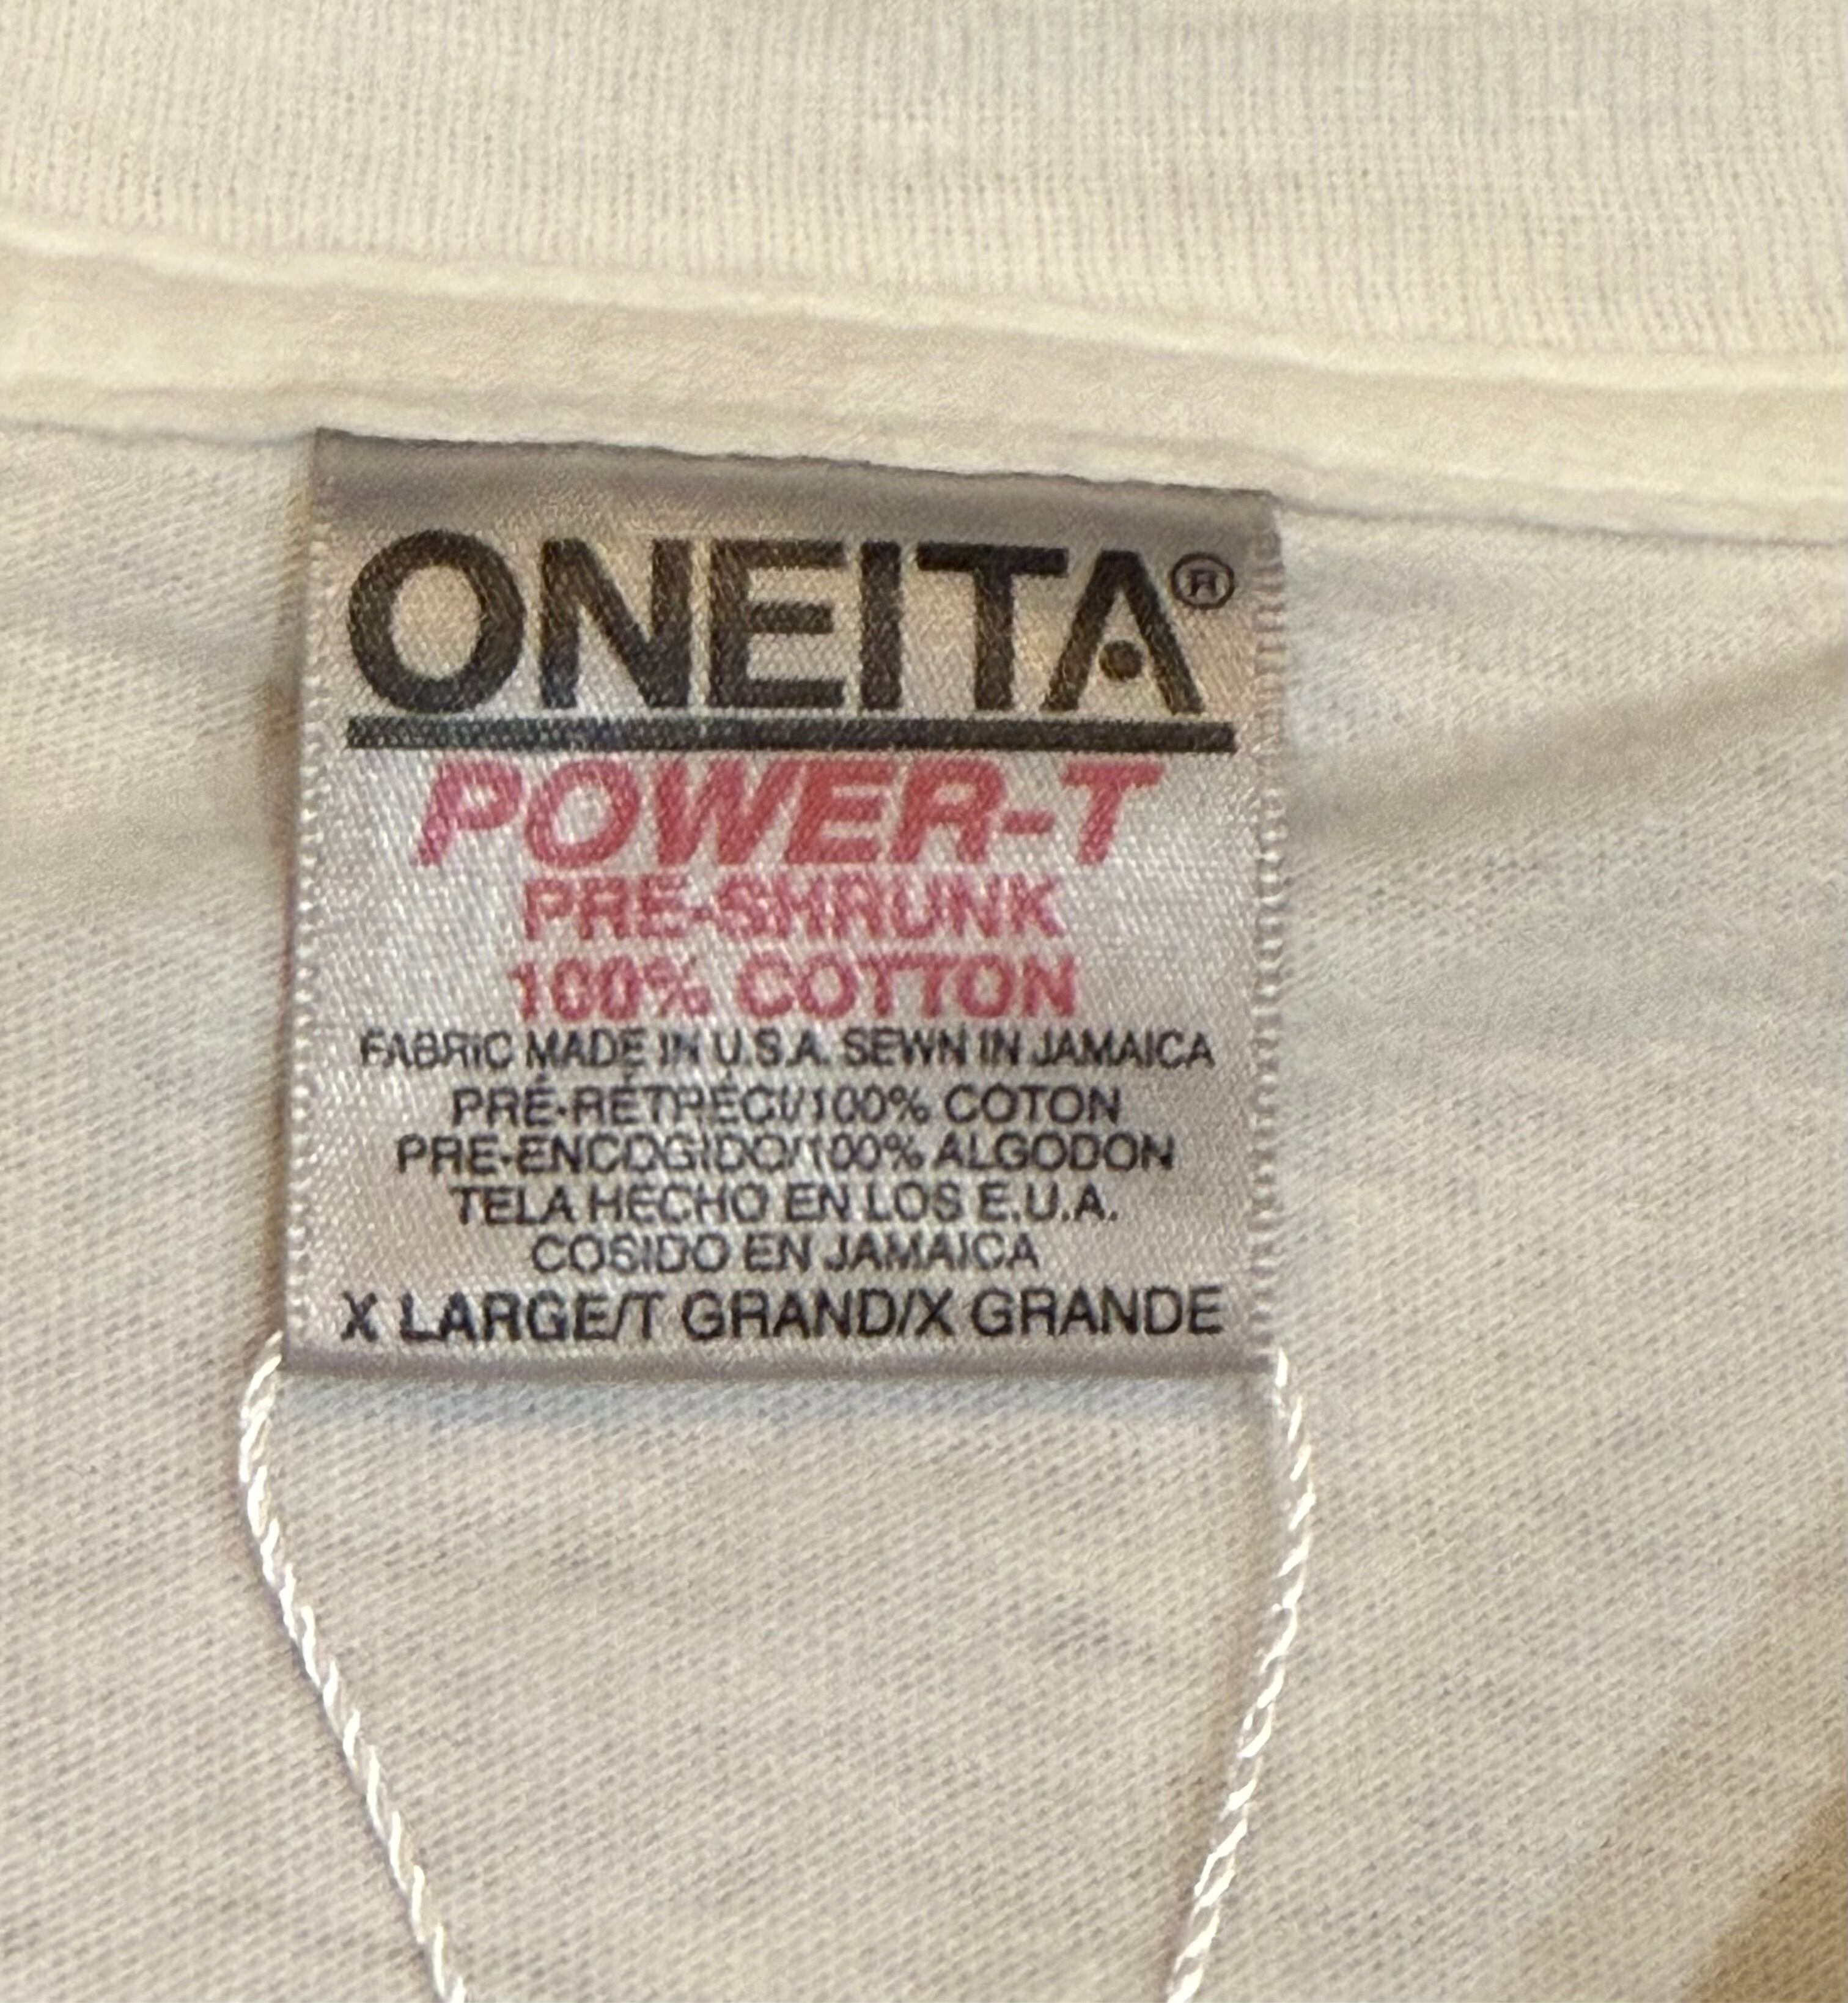 ONEITA®
POWER-T
PRE-SHRUNK
100% COTTON
FABRIC MADE IN U.S.A. SEWN IN JAMAICA
PRÉ-RÉTRÉCI/100% COTON
PRE-ENCOGIDO/100% ALGODON
TELA HECHO EN LOS E.U.A.
COSIDO EN JAMAICA
X LARGE/T GRAND/X GRANDE